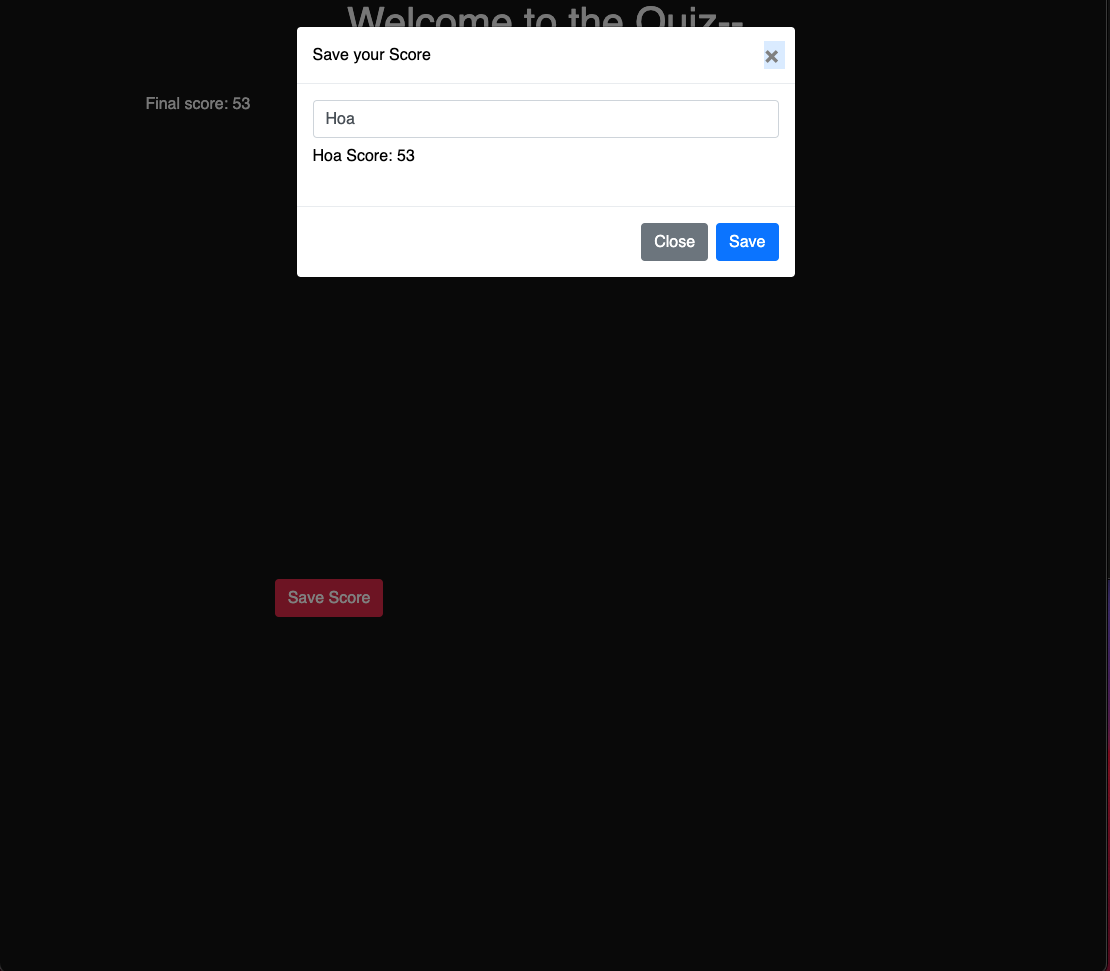 Welcome to the Quiz--
Save your Score ×
Final score: 53
Hoa
Hoa Score: 53
Close Save
Save Score